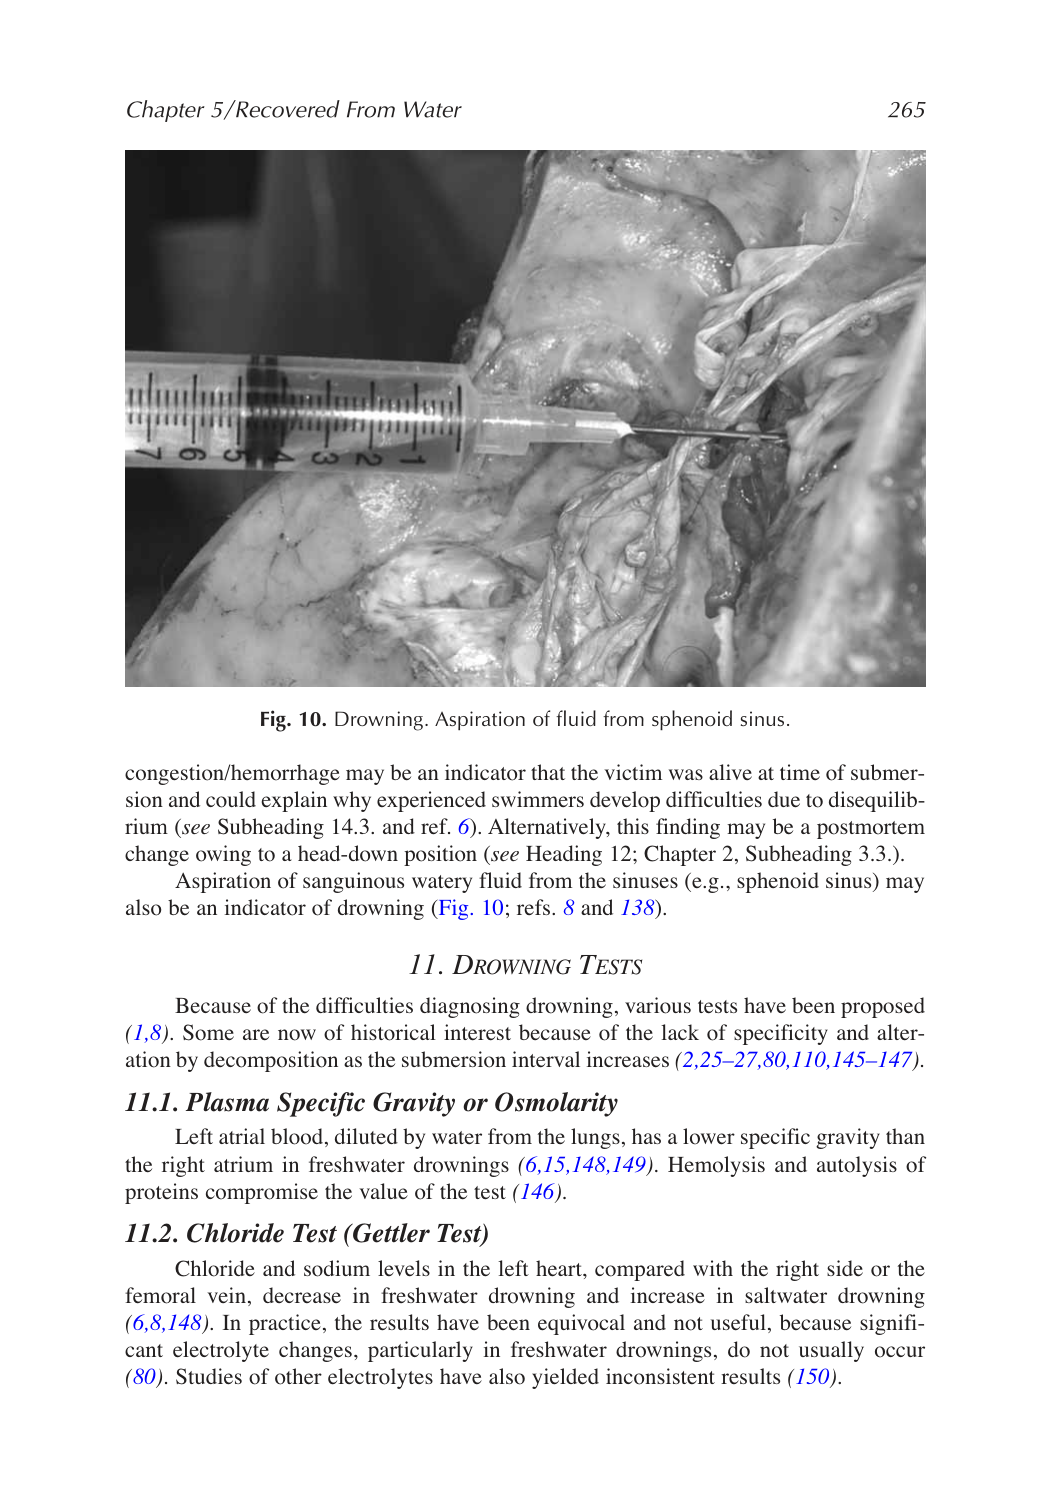 Chapter 5/Recovered From Water 265
7 6 5 4 3 2 1
Fig. 10. Drowning. Aspiration of fluid from sphenoid sinus.
congestion/hemorrhage may be an indicator that the victim was alive at time of submer-
sion and could explain why experienced swimmers develop difficulties due to disequilib-
rium (see Subheading 14.3. and ref. 6). Alternatively, this finding may be a postmortem
change owing to a head-down position (see Heading 12; Chapter 2, Subheading 3.3.).
Aspiration of sanguinous watery fluid from the sinuses (e.g., sphenoid sinus) may
also be an indicator of drowning (Fig. 10; refs. 8 and 138).
11. DROWNING TESTS
Because of the difficulties diagnosing drowning, various tests have been proposed
(1,8). Some are now of historical interest because of the lack of specificity and alter-
ation by decomposition as the submersion interval increases (2,25–27,80,110,145–147).
11.1. Plasma Specific Gravity or Osmolarity
Left atrial blood, diluted by water from the lungs, has a lower specific gravity than
the right atrium in freshwater drownings (6,15,148,149). Hemolysis and autolysis of
proteins compromise the value of the test (146).
11.2. Chloride Test (Gettler Test)
Chloride and sodium levels in the left heart, compared with the right side or the
femoral vein, decrease in freshwater drowning and increase in saltwater drowning
(6,8,148). In practice, the results have been equivocal and not useful, because signifi-
cant electrolyte changes, particularly in freshwater drownings, do not usually occur
(80). Studies of other electrolytes have also yielded inconsistent results (150).